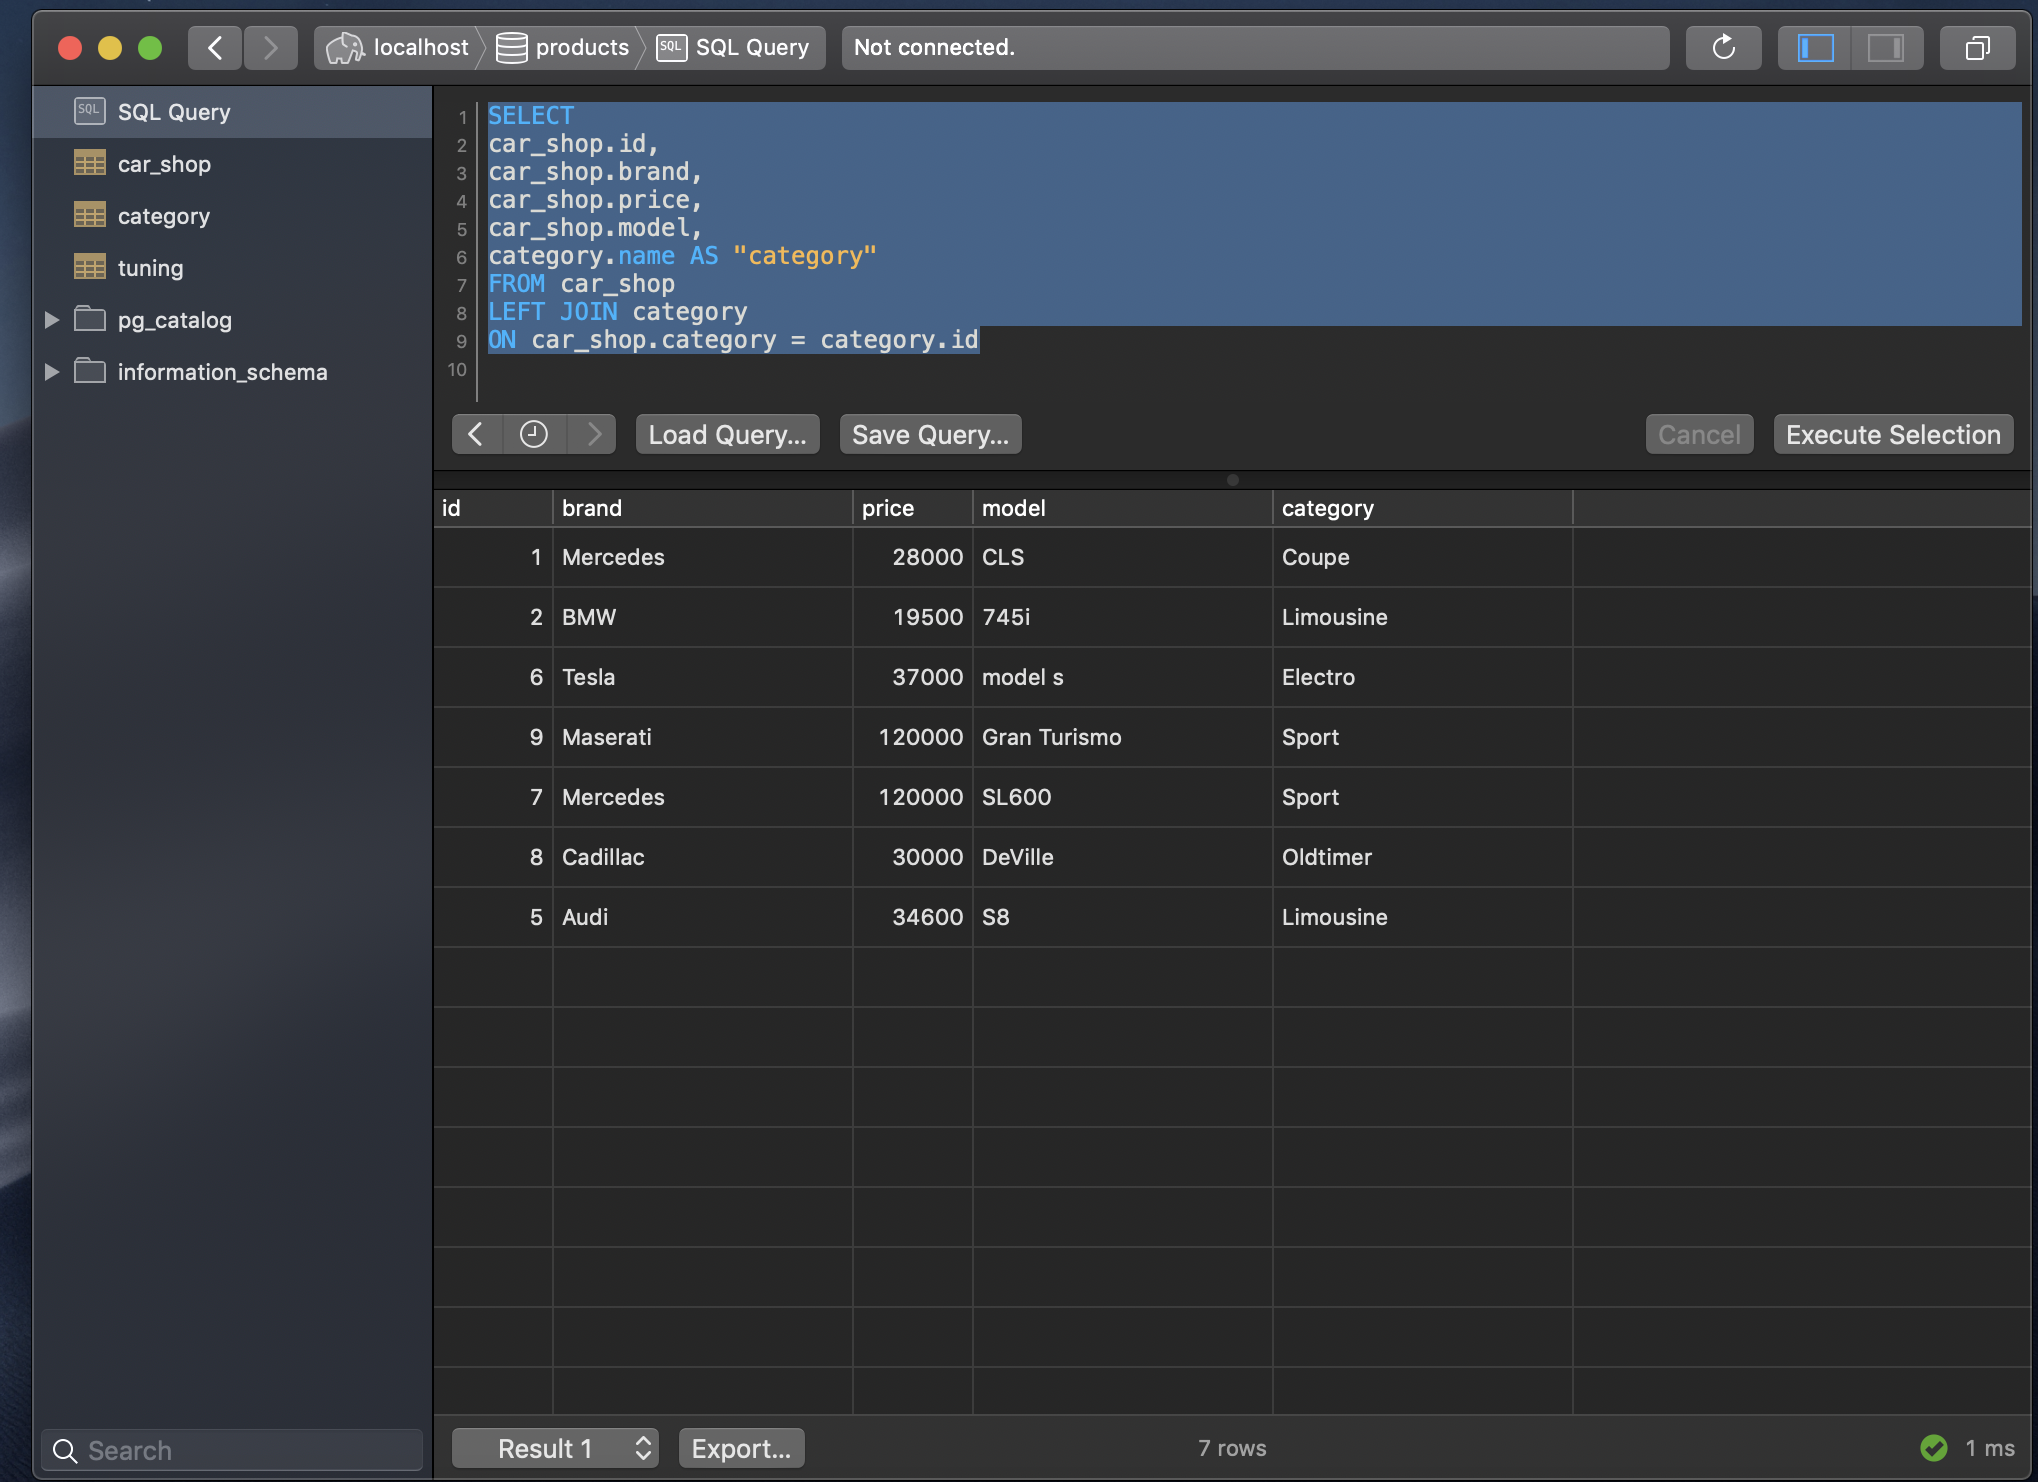 localhost products SQL SQL Query Not connected.
SQL SQL Query
car_shop
category
tuning
pg_catalog
information_schema
1 SELECT
2 car_shop.id,
3 car_shop.brand,
4 car_shop.price,
5 car_shop.model,
6 category.name AS "category"
7 FROM car_shop
8 LEFT JOIN category
9 ON car_shop.category = category.id
10
Load Query... Save Query... Cancel Execute Selection
id brand price model category
1 Mercedes 28000 CLS Coupe
2 BMW 19500 745i Limousine
6 Tesla 37000 model s Electro
9 Maserati 120000 Gran Turismo Sport
7 Mercedes 120000 SL600 Sport
8 Cadillac 30000 DeVille Oldtimer
5 Audi 34600 S8 Limousine
Search Result 1 Export... 7 rows 1 ms